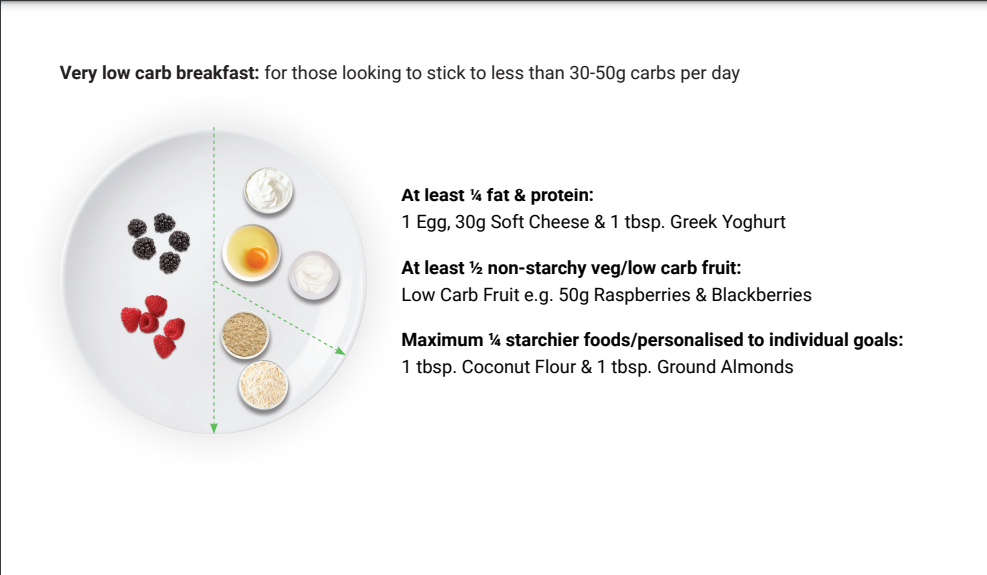 Very low carb breakfast: for those looking to stick to less than 30-50g carbs per day
At least ¼ fat & protein:
1 Egg, 30g Soft Cheese & 1 tbsp. Greek Yoghurt
At least ½ non-starchy veg/low carb fruit:
Low Carb Fruit e.g. 50g Raspberries & Blackberries
Maximum ¼ starchier foods/personalised to individual goals:
1 tbsp. Coconut Flour & 1 tbsp. Ground Almonds